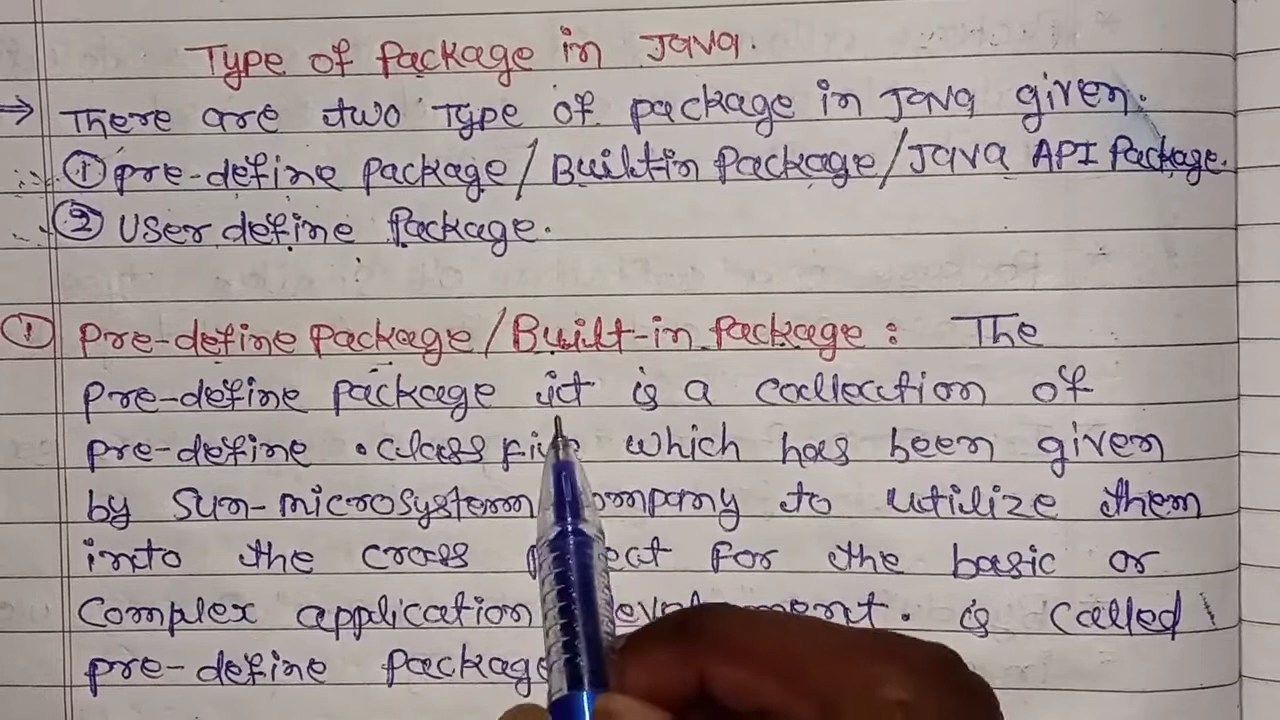 Type of Package in Java.
⇒ There are two Type of package in Java given.
① pre-define package/Built-in Package/Java API Package.
② User define Package.
① Pre-define Package/Built-in Package: The
pre-define package it is a collection of
pre-define .class which has been given
by Sun-microsystem to utilize them
into the cross for the basic or
Complex application is called
pre-define package